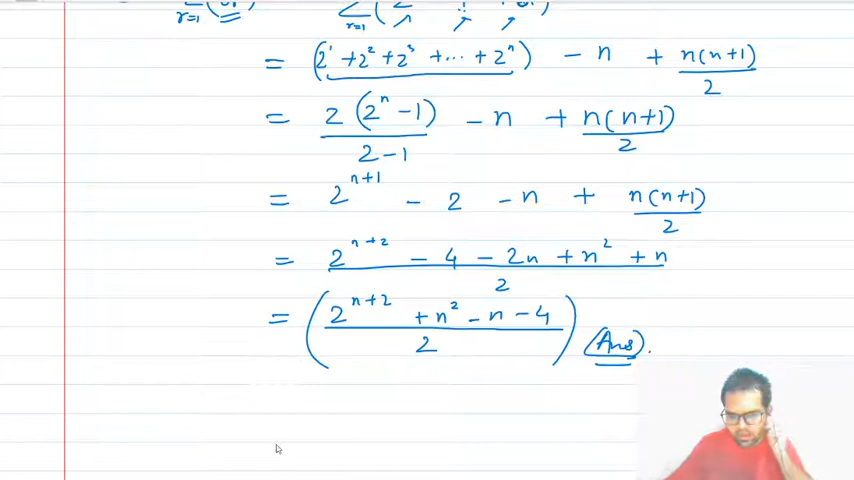 = (2¹ + 2² + 2³ + ... + 2ⁿ) - n + n(n+1)/2
= 2(2ⁿ - 1)/2-1 - n + n(n+1)/2
= 2ⁿ⁺¹ - 2 - n + n(n+1)/2
= 2ⁿ⁺² - 4 - 2n + n² + n/2
= (2ⁿ⁺² + n² - n - 4/2) (Ans).